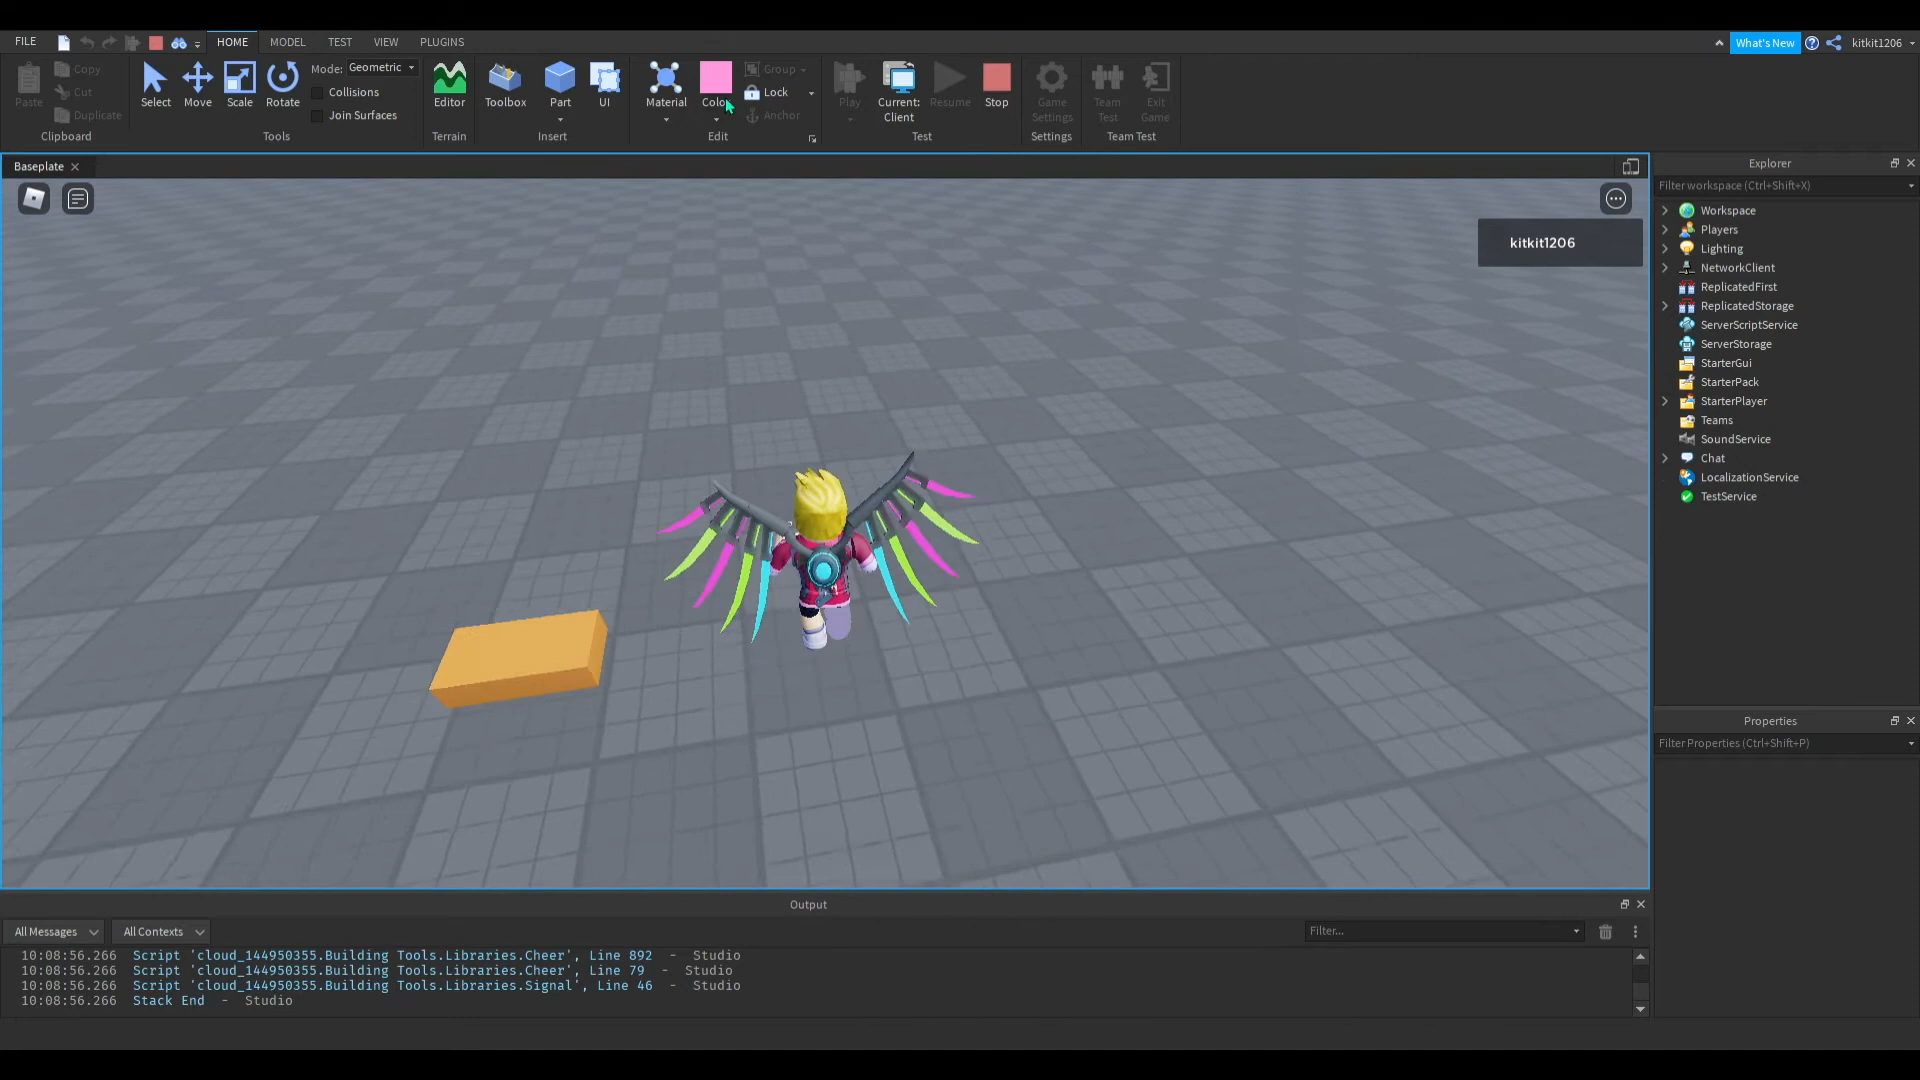 FILE HOME MODEL TEST VIEW PLUGINS What's New kitkit1206
Paste Copy Cut Duplicate Clipboard
Select Move Scale Rotate Mode: Geometric Collisions Join Surfaces Tools
Editor Terrain
Toolbox Part UI Insert
Material Color Group Lock Anchor Edit
Play Current: Client Resume Stop Test
Game Settings Settings
Team Test Exit Game Team Test
Baseplate
kitkit1206
Explorer
Filter workspace (Ctrl+Shift+X)
Workspace
Players
Lighting
NetworkClient
ReplicatedFirst
ReplicatedStorage
ServerScriptService
ServerStorage
StarterGui
StarterPack
StarterPlayer
Teams
SoundService
Chat
LocalizationService
TestService
Properties
Filter Properties (Ctrl+Shift+P)
Output
All Messages All Contexts Filter...
10:08:56.266 Script 'cloud_144950355.Building Tools.Libraries.Cheer', Line 892 - Studio
10:08:56.266 Script 'cloud_144950355.Building Tools.Libraries.Cheer', Line 79 - Studio
10:08:56.266 Script 'cloud_144950355.Building Tools.Libraries.Signal', Line 46 - Studio
10:08:56.266 Stack End - Studio